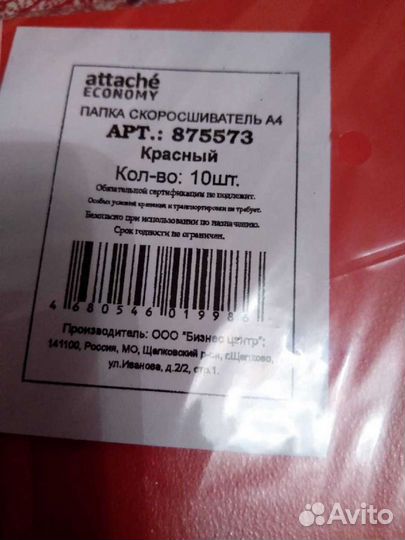 attaché
ECONOMY
ПАПКА СКОРОСШИВАТЕЛЬ А4
АРТ.: 875573
Красный
Кол-во: 10шт.
Обязательной сертификации не подлежит.
Особых условий хранения и транспортировки не требует.
Безопасно при использовании по назначению.
Срок годности не ограничен.
4 680546 019986
Производитель: ООО "Бизнес центр";
141100, Россия, МО, Щелковский р-он, г.Щелково,
ул.Иванова, д.2/2, стр.1.
Avito